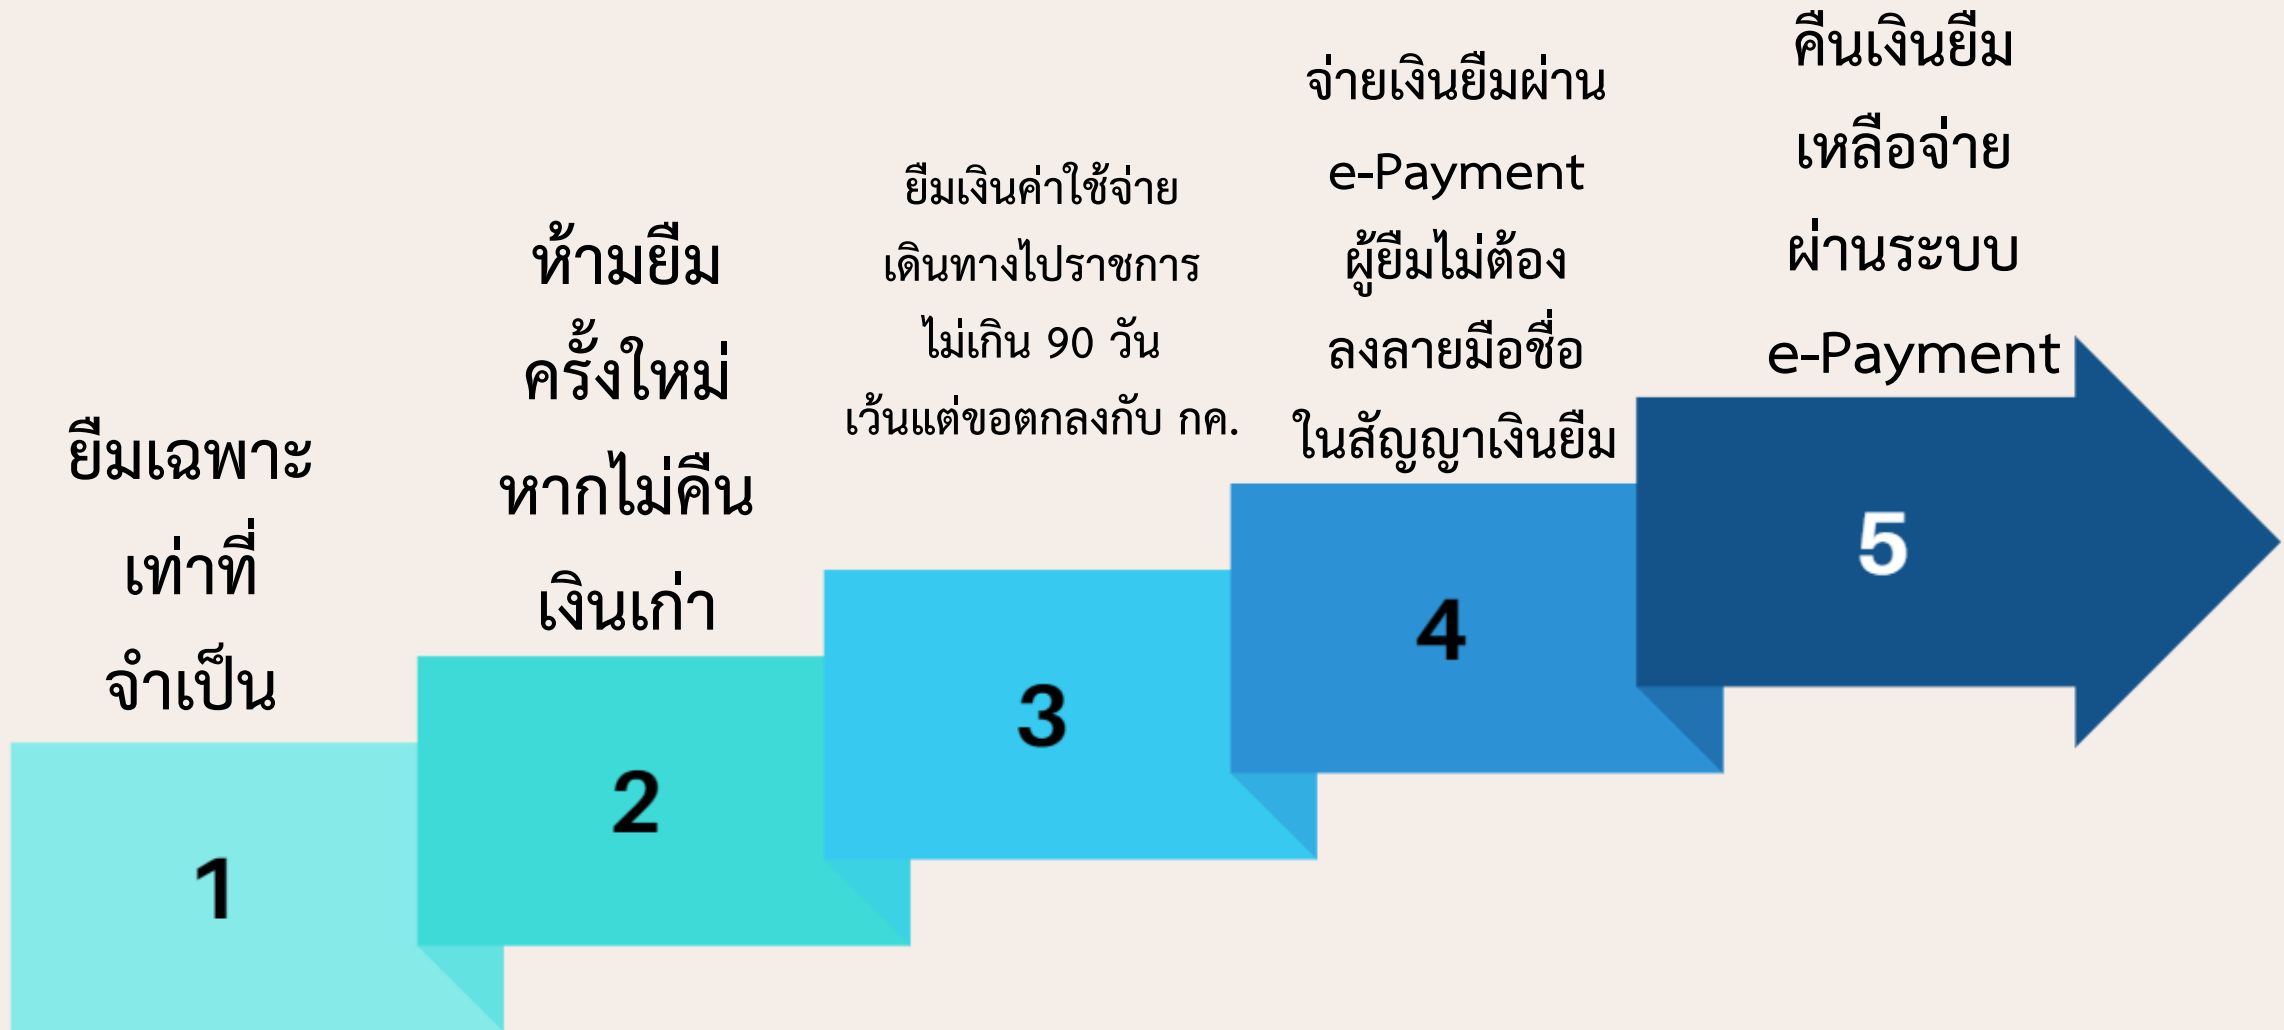 ยืมเฉพาะ
เท่าที่
จำเป็น
1
ห้ามยืม
ครั้งใหม่
หากไม่คืน
เงินเก่า
2
ยืมเงินค่าใช้จ่าย
เดินทางไปราชการ
ไม่เกิน 90 วัน
เว้นแต่ขอตกลงกับ กค.
3
จ่ายเงินยืมผ่าน
e-Payment
ผู้ยืมไม่ต้อง
ลงลายมือชื่อ
ในสัญญาเงินยืม
4
คืนเงินยืม
เหลือจ่าย
ผ่านระบบ
e-Payment
5